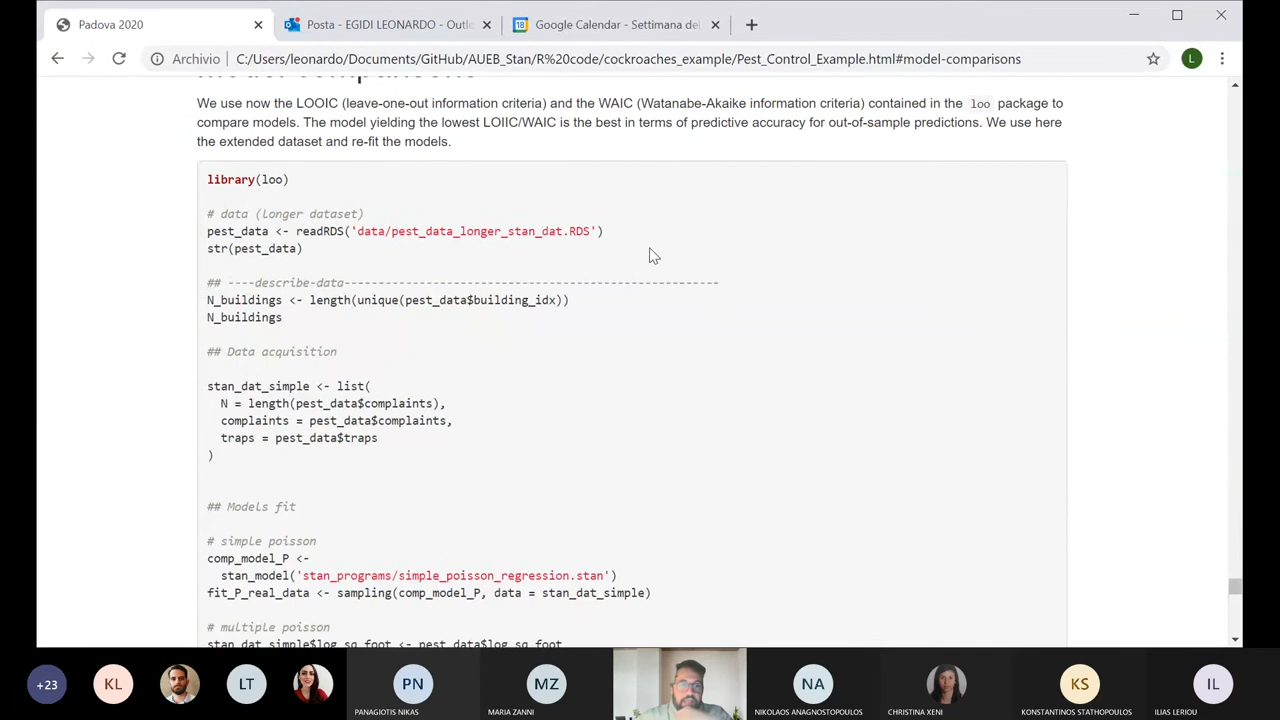 Padova 2020
Posta - EGIDI LEONARDO - Outlo
18
Google Calendar - Settimana del
Archivio
C:/Users/leonardo/Documents/GitHub/AUEB_Stan/R%20code/cockroaches_example/Pest_Control_Example.html#model-comparisons
L
We use now the LOOIC (leave-one-out information criteria) and the WAIC (Watanabe-Akaike information criteria) contained in the loo package to
compare models. The model yielding the lowest LOIIC/WAIC is the best in terms of predictive accuracy for out-of-sample predictions. We use here
the extended dataset and re-fit the models.
library(loo)
# data (longer dataset)
pest_data <- readRDS('data/pest_data_longer_stan_dat.RDS')
str(pest_data)
## ----describe-data---------------------------------------------------------
N_buildings <- length(unique(pest_data$building_idx))
N_buildings
## Data acquisition
stan_dat_simple <- list(
N = length(pest_data$complaints),
complaints = pest_data$complaints,
traps = pest_data$traps
)
## Models fit
# simple poisson
comp_model_P <-
stan_model('stan_programs/simple_poisson_regression.stan')
fit_P_real_data <- sampling(comp_model_P, data = stan_dat_simple)
# multiple poisson
stan_dat_simple$log_sq_foot <- pest_data$log_sq_foot
+23
KL
LT
PN
PANAGIOTIS NIKAS
MZ
MARIA ZANNI
NA
NIKOLAOS ANAGNOSTOPOULOS
CHRISTINA XENI
KS
KONSTANTINOS STATHOPOULOS
IL
ILIAS LERIOU